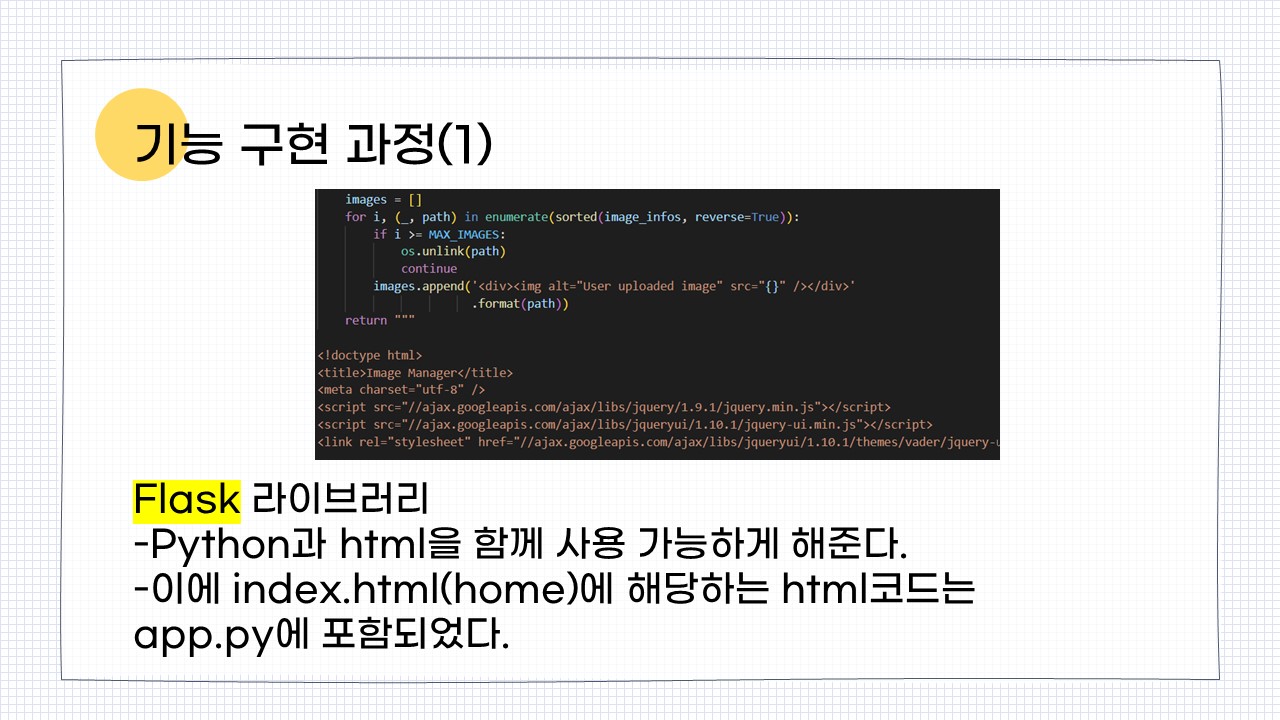 기능 구현 과정(1)
images = []
for i, (_, path) in enumerate(sorted(image_infos, reverse=True)):
if i >= MAX_IMAGES:
os.unlink(path)
continue
images.append('<div><img alt="User uploaded image" src="{}" /></div>'
.format(path))
return """
<!doctype html>
<title>Image Manager</title>
<meta charset="utf-8" />
<script src="//ajax.googleapis.com/ajax/libs/jquery/1.9.1/jquery.min.js"></script>
<script src="//ajax.googleapis.com/ajax/libs/jqueryui/1.10.1/jquery-ui.min.js"></script>
<link rel="stylesheet" href="//ajax.googleapis.com/ajax/libs/jqueryui/1.10.1/themes/vader/jquery-u
Flask 라이브러리
-Python과 html을 함께 사용 가능하게 해준다.
-이에 index.html(home)에 해당하는 html코드는
app.py에 포함되었다.